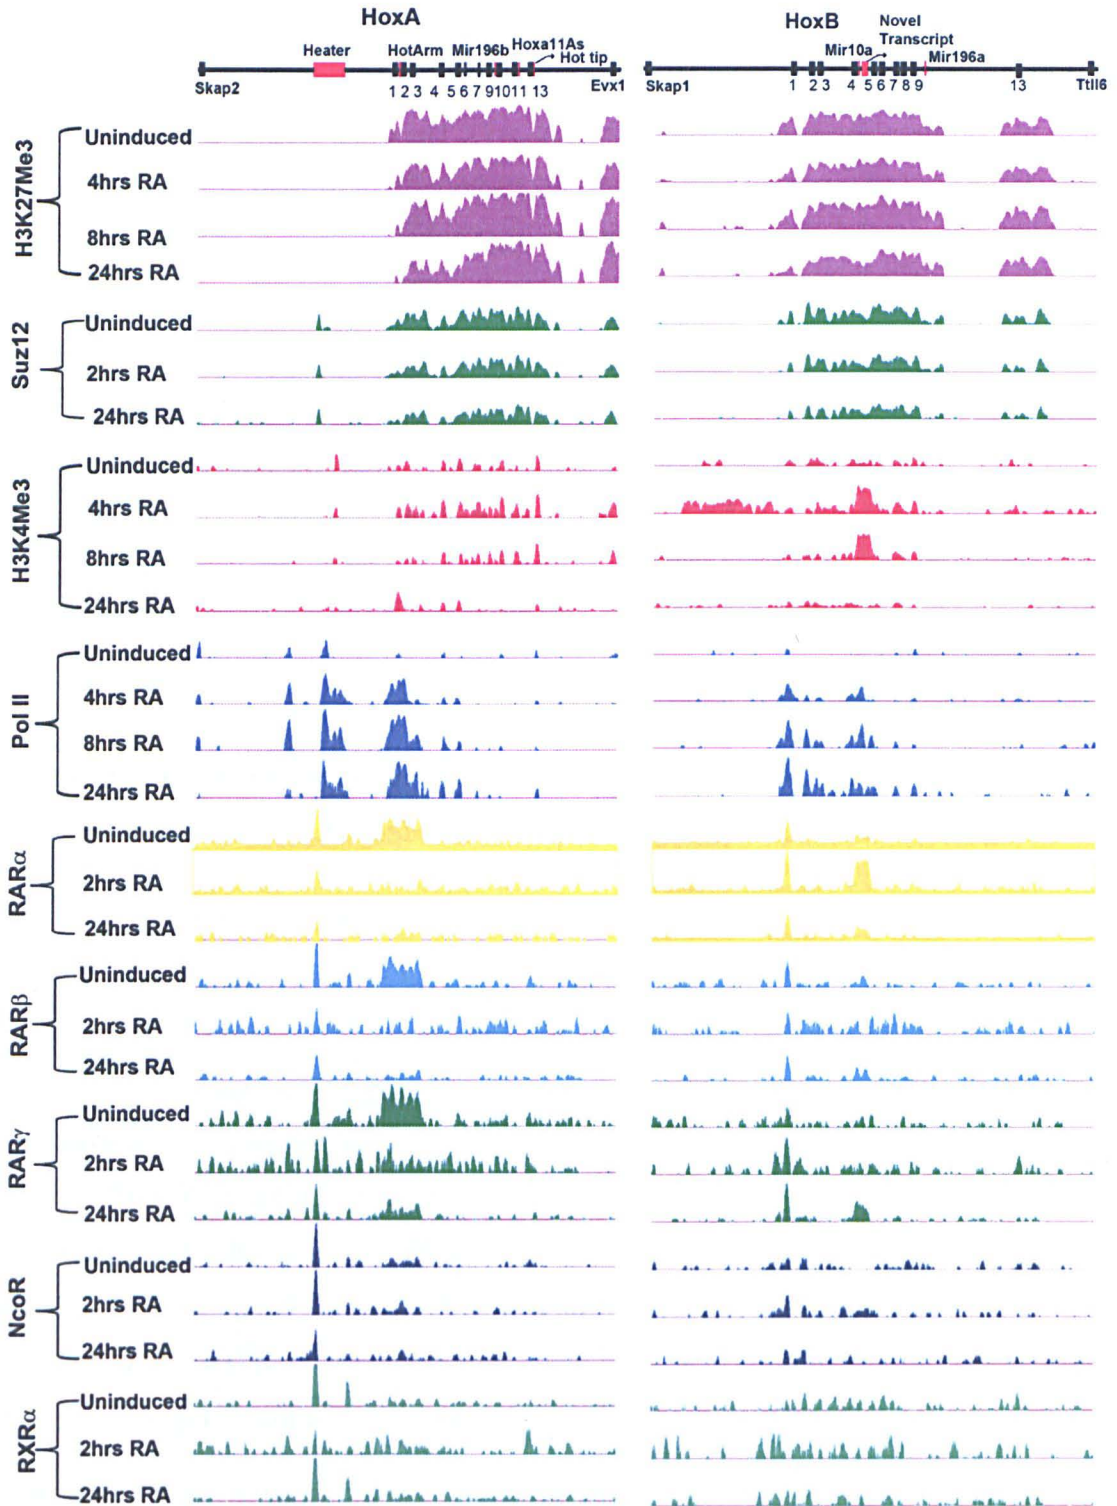 HoxA
HoxB
Heater
HotArm
Mir196b
Hoxa11As
Hot tip
Mir10a
Novel
Transcript
Mir196a
Skap2
1 2 3 4 5 6 7 8 9 10 11 13
Evx1
Skap1
1 2 3 4 5 6 7 8 9 13
Ttll6
H3K27Me3
Uninduced
4hrs RA
8hrs RA
24hrs RA
Suz12
Uninduced
2hrs RA
24hrs RA
H3K4Me3
Uninduced
4hrs RA
8hrs RA
24hrs RA
Pol II
Uninduced
4hrs RA
8hrs RA
24hrs RA
RARα
Uninduced
2hrs RA
24hrs RA
RARβ
Uninduced
2hrs RA
24hrs RA
RARγ
Uninduced
2hrs RA
24hrs RA
NcoR
Uninduced
2hrs RA
24hrs RA
RXRα
Uninduced
2hrs RA
24hrs RA